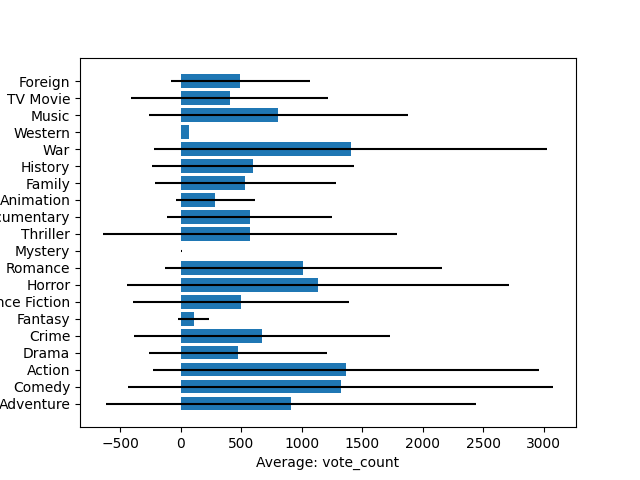 Foreign
TV Movie
Music
Western
War
History
Family
Animation
cumentary
Thriller
Mystery
Romance
Horror
nce Fiction
Fantasy
Crime
Drama
Action
Comedy
Adventure
−500 0 500 1000 1500 2000 2500 3000
Average: vote_count